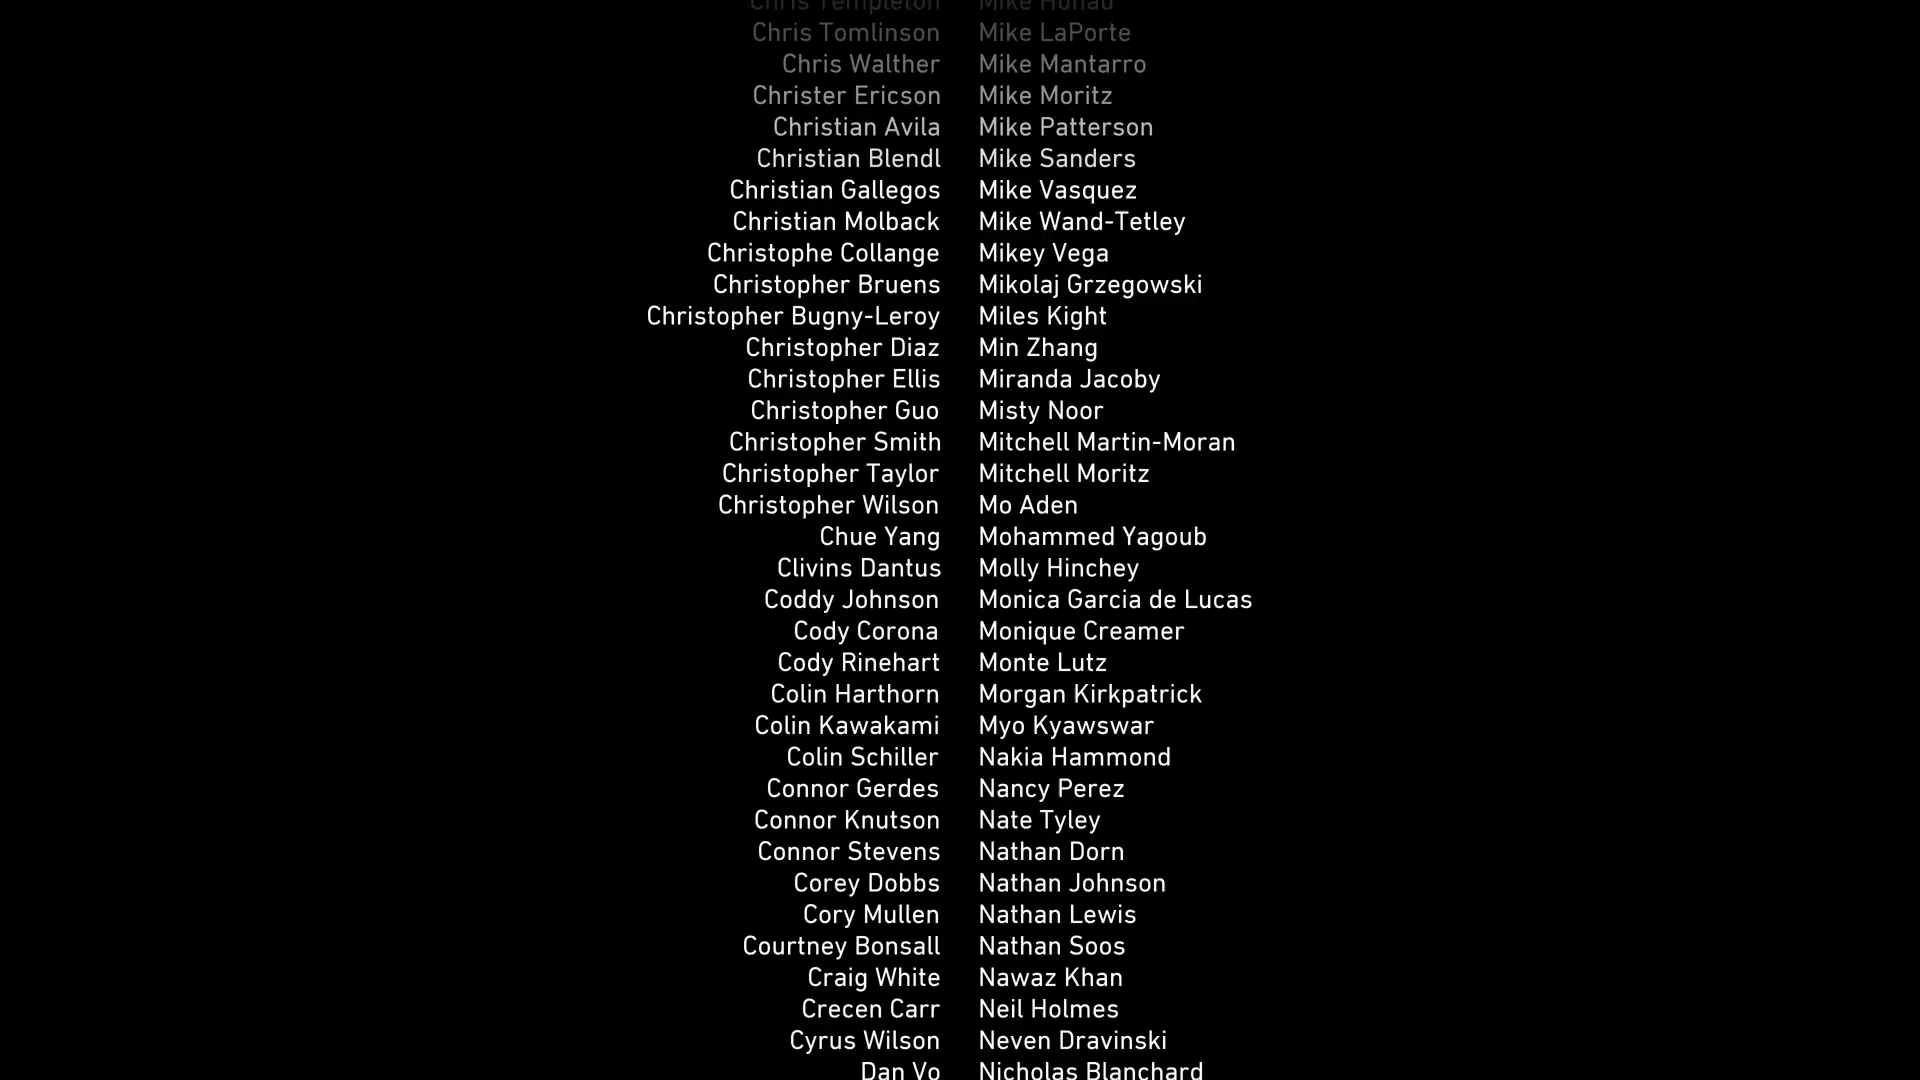 Chris Templeton Mike
Chris Tomlinson Mike LaPorte
Chris Walther Mike Mantarro
Christer Ericson Mike Moritz
Christian Avila Mike Patterson
Christian Blendl Mike Sanders
Christian Gallegos Mike Vasquez
Christian Molback Mike Wand-Tetley
Christophe Collange Mikey Vega
Christopher Bruens Mikolaj Grzegowski
Christopher Bugny-Leroy Miles Kight
Christopher Diaz Min Zhang
Christopher Ellis Miranda Jacoby
Christopher Guo Misty Noor
Christopher Smith Mitchell Martin-Moran
Christopher Taylor Mitchell Moritz
Christopher Wilson Mo Aden
Chue Yang Mohammed Yagoub
Clivins Dantus Molly Hinchey
Coddy Johnson Monica Garcia de Lucas
Cody Corona Monique Creamer
Cody Rinehart Monte Lutz
Colin Harthorn Morgan Kirkpatrick
Colin Kawakami Myo Kyawswar
Colin Schiller Nakia Hammond
Connor Gerdes Nancy Perez
Connor Knutson Nate Tyley
Connor Stevens Nathan Dorn
Corey Dobbs Nathan Johnson
Cory Mullen Nathan Lewis
Courtney Bonsall Nathan Soos
Craig White Nawaz Khan
Crecen Carr Neil Holmes
Cyrus Wilson Neven Dravinski
Dan Vo Nicholas Blanchard